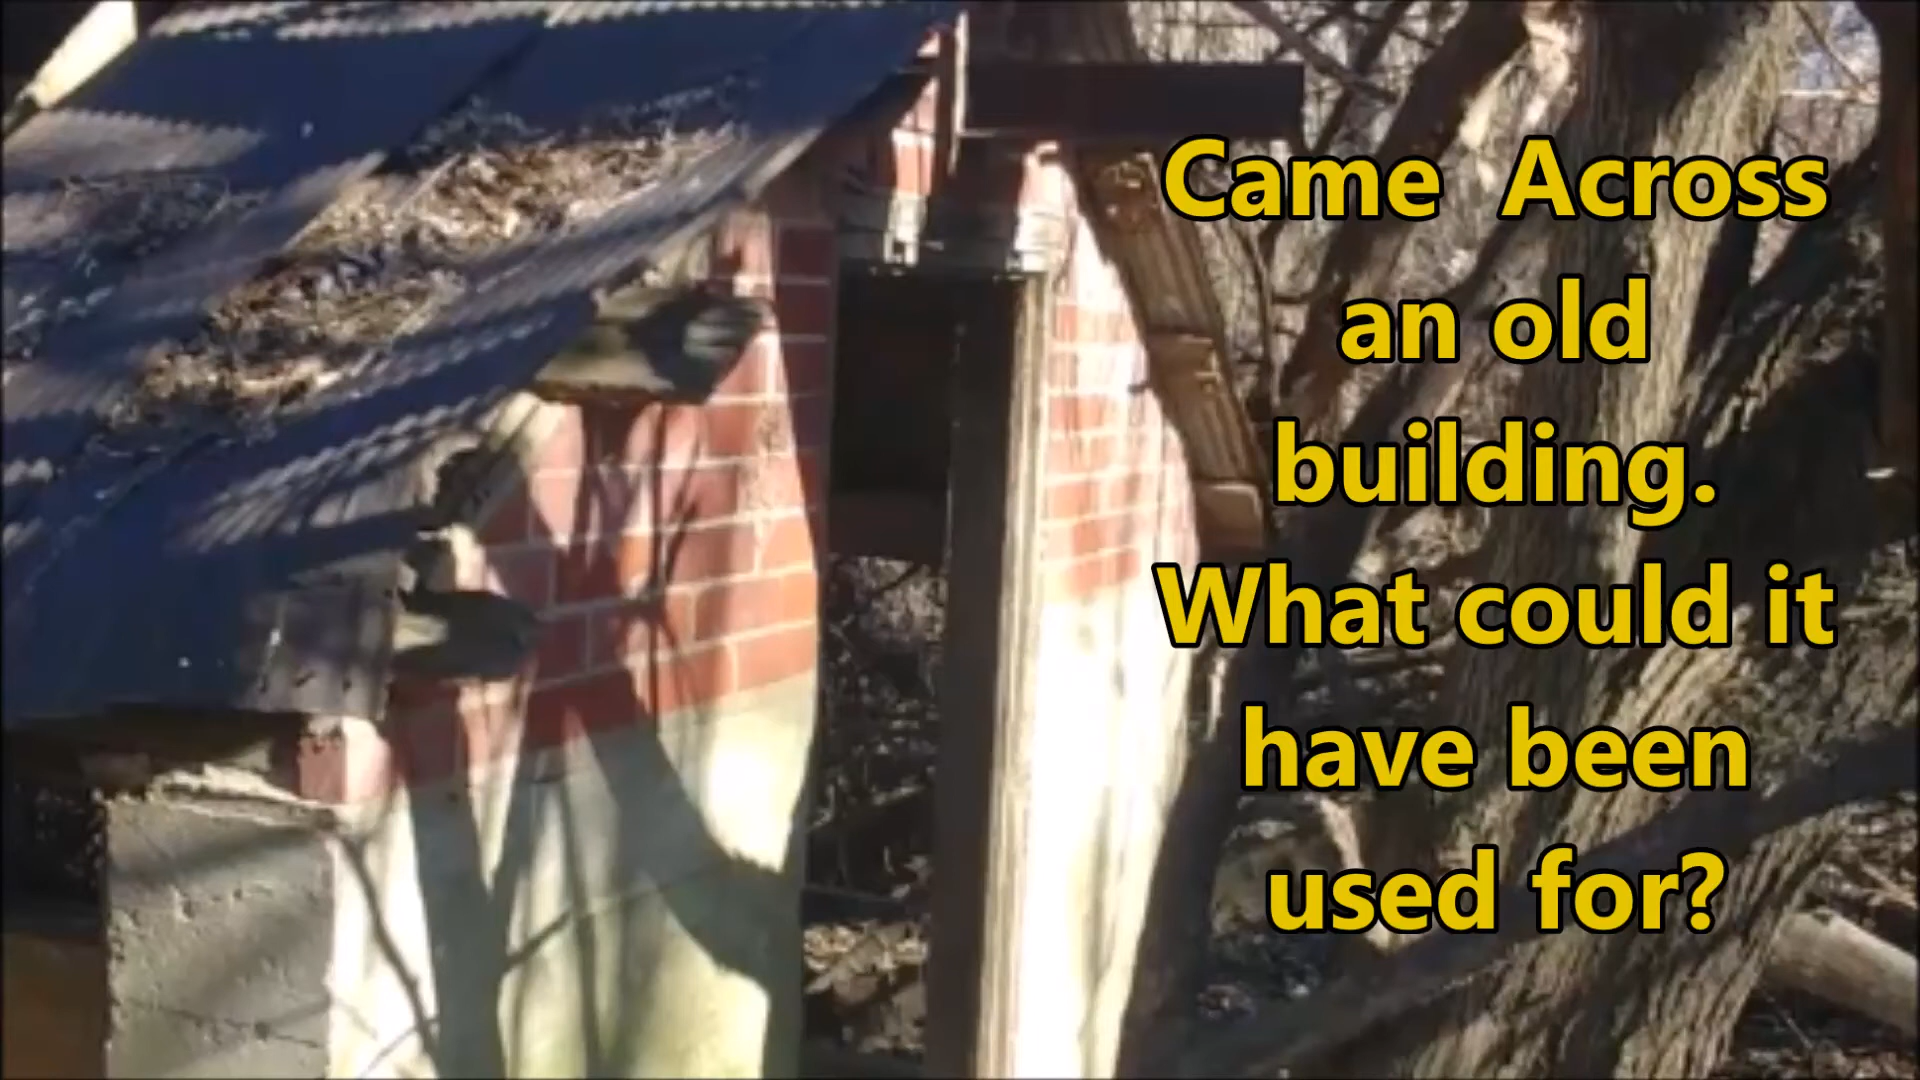 Came Across
an old
building.
What could it
have been
used for?